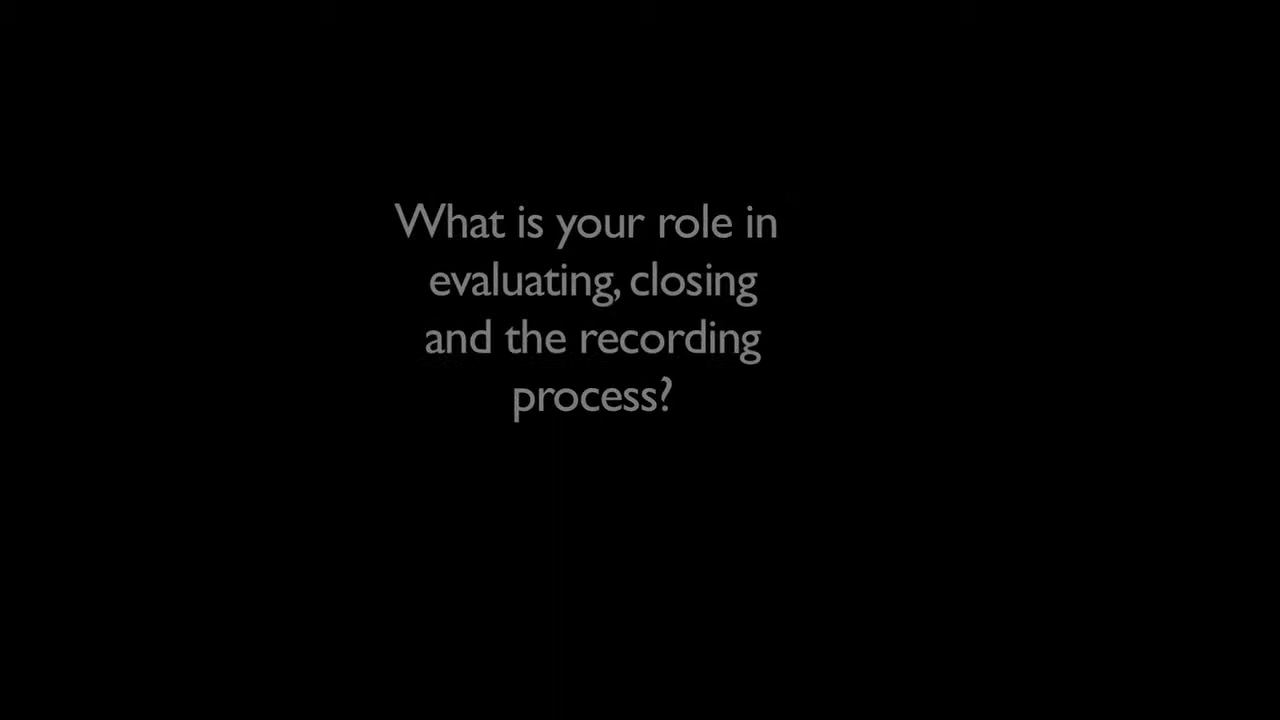 What is your role in
evaluating, closing
and the recording
process?